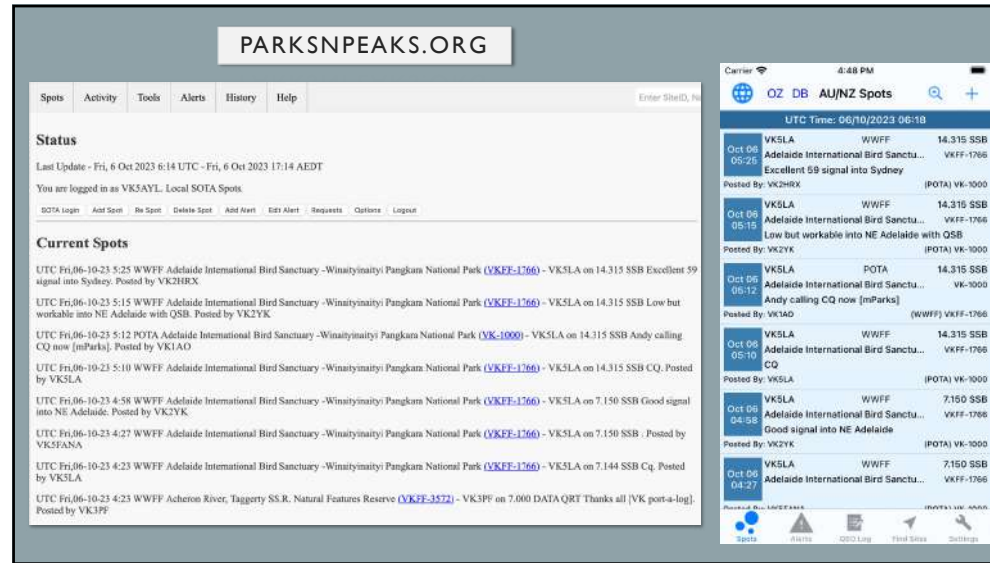 PARKSNPEAKS.ORG
Spots Activity Tools Alerts History Help
Enter SiteID,
Status
Last Update - Fri, 6 Oct 2023 6:14 UTC - Fri, 6 Oct 2023 17:14 AEDT
You are logged in as VK5AYL. Local SOTA Spots
SOTA Login Add Spot Re Spot Delete Spot Add Alert Edit Alert Requests Options Logout
Current Spots
UTC Fri,06-10-23 5:25 WWFF Adelaide International Bird Sanctuary -Winaityinaityi Pangkara National Park (VKFF-1766) - VK5LA on 14.315 SSB Excellent 59
signal into Sydney. Posted by VK2HRX
UTC Fri,06-10-23 5:15 WWFF Adelaide International Bird Sanctuary -Winaityinaityi Pangkara National Park (VKFF-1766) - VK5LA on 14.315 SSB Low but
workable into NE Adelaide with QSB. Posted by VK2YK
UTC Fri,06-10-23 5:12 POTA Adelaide International Bird Sanctuary -Winaityinaityi Pangkara National Park (VK-1000) - VK5LA on 14.315 SSB Andy calling
CQ now [mParks]. Posted by VK1AO
UTC Fri,06-10-23 5:10 WWFF Adelaide International Bird Sanctuary -Winaityinaityi Pangkara National Park (VKFF-1766) - VK5LA on 14.315 SSB CQ. Posted
by VK5LA
UTC Fri,06-10-23 4:58 WWFF Adelaide International Bird Sanctuary -Winaityinaityi Pangkara National Park (VKFF-1766) - VK5LA on 7.150 SSB Good signal
into NE Adelaide. Posted by VK2YK
UTC Fri,06-10-23 4:27 WWFF Adelaide International Bird Sanctuary -Winaityinaityi Pangkara National Park (VKFF-1766) - VK5LA on 7.150 SSB . Posted by
VK5FANA
UTC Fri,06-10-23 4:23 WWFF Adelaide International Bird Sanctuary -Winaityinaityi Pangkara National Park (VKFF-1766) - VK5LA on 7.144 SSB Cq. Posted
by VK5LA
UTC Fri,06-10-23 4:23 WWFF Acheron River, Taggerty SS.R. Natural Features Reserve (VKFF-3572) - VK3PF on 7.000 DATA QRT Thanks all [VK port-a-log].
Posted by VK3PF
Carrier 4:48 PM
OZ DB AU/NZ Spots +
UTC Time: 06/10/2023 06:18
VK5LA WWFF 14.315 SSB
Oct 06 05:25 Adelaide International Bird Sanctu... VKFF-1766
Excellent 59 signal into Sydney
Posted By: VK2HRX (POTA) VK-1000
VK5LA WWFF 14.315 SSB
Oct 06 05:15 Adelaide International Bird Sanctu... VKFF-1766
Low but workable into NE Adelaide with QSB
Posted By: VK2YK (POTA) VK-1000
VK5LA POTA 14.315 SSB
Oct 06 05:12 Adelaide International Bird Sanctu... VK-1000
Andy calling CQ now [mParks]
Posted By: VK1AO (WWFF) VKFF-1766
VK5LA WWFF 14.315 SSB
Oct 06 05:10 Adelaide International Bird Sanctu... VKFF-1766
CQ
Posted By: VK5LA (POTA) VK-1000
VK5LA WWFF 7.150 SSB
Oct 06 04:58 Adelaide International Bird Sanctu... VKFF-1766
Good signal into NE Adelaide
Posted By: VK2YK (POTA) VK-1000
VK5LA WWFF 7.150 SSB
Oct 06 04:27 Adelaide International Bird Sanctu... VKFF-1766
Spots Alerts QSO Log Find Sites Settings